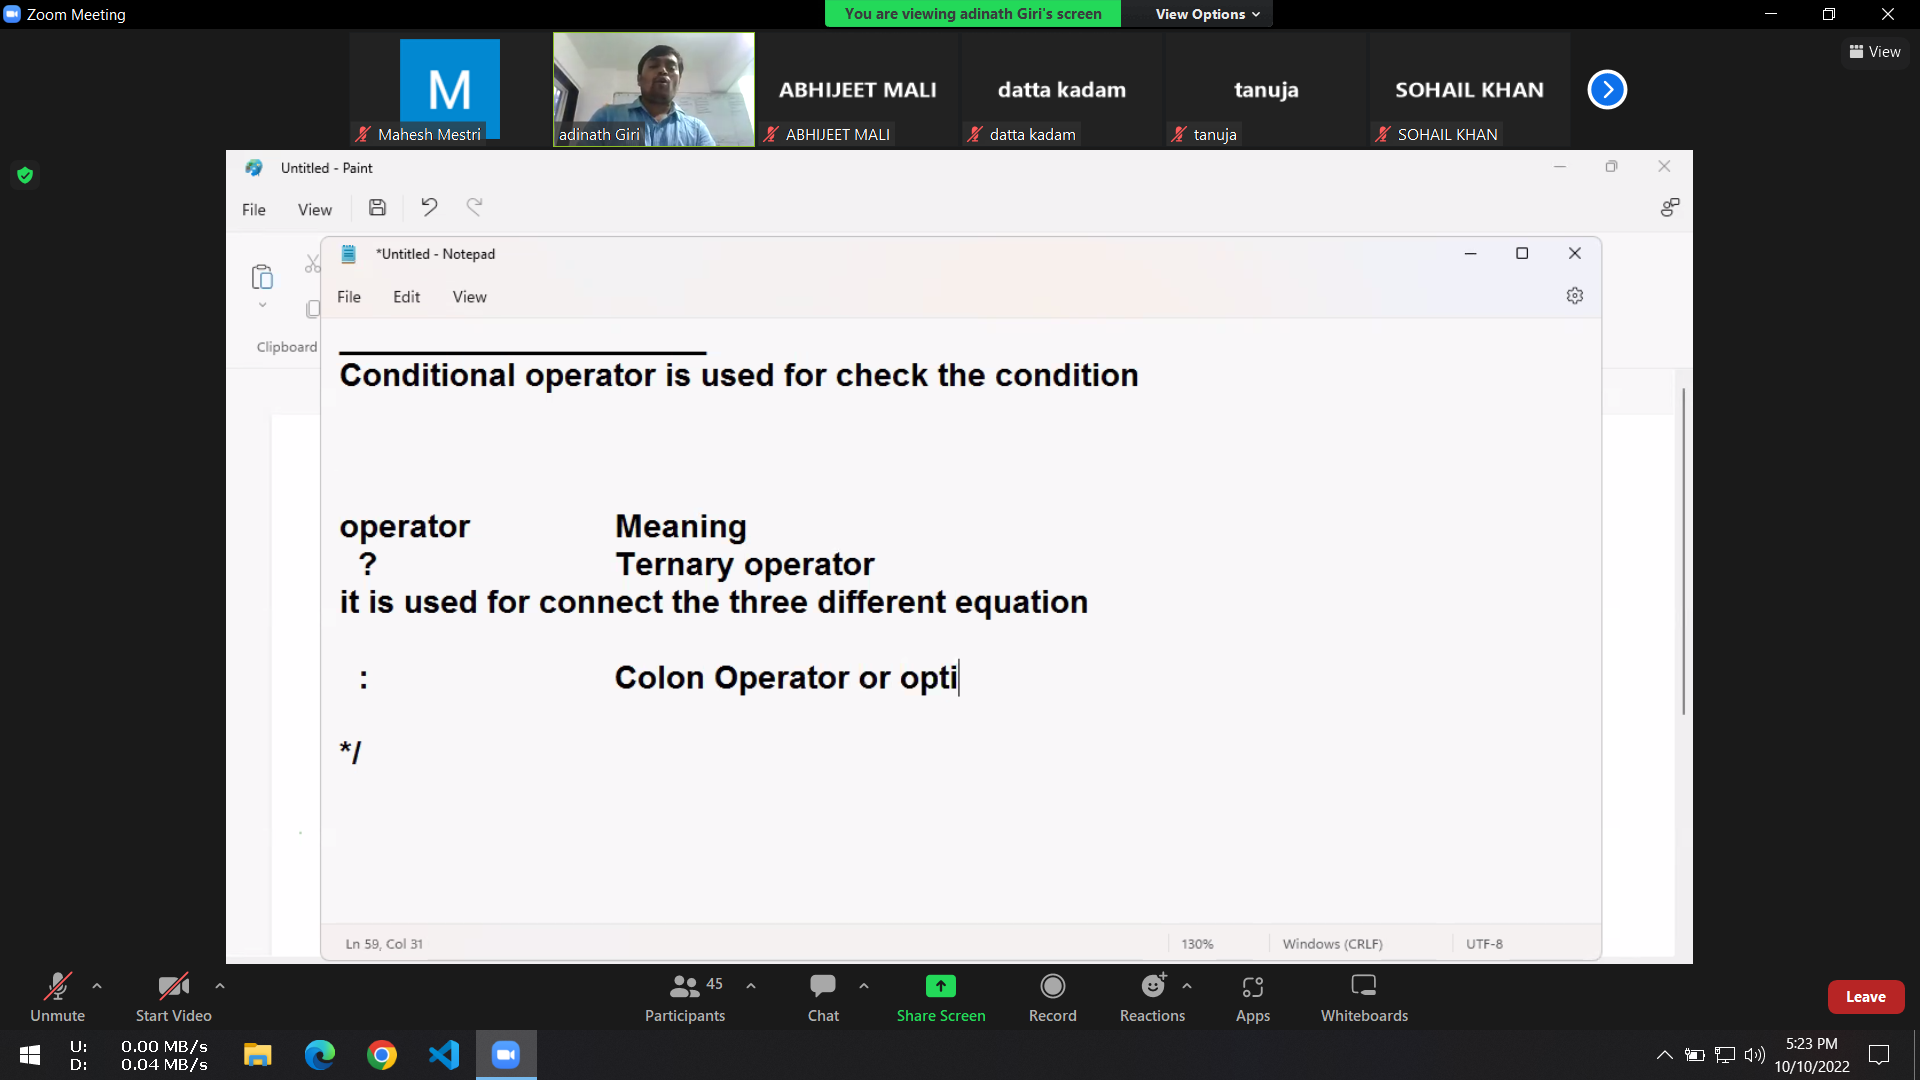 Zoom Meeting
You are viewing adinath Giri's screen
View Options
View
M
ABHIJEET MALI
datta kadam
tanuja
SOHAIL KHAN
Mahesh Mestri
adinath Giri
ABHIJEET MALI
datta kadam
tanuja
SOHAIL KHAN
Untitled - Paint
File View
Clipboard
*Untitled - Notepad
File Edit View
Conditional operator is used for check the condition
operator Meaning
? Ternary operator
it is used for connect the three different equation
: Colon Operator or opti
*/
Ln 59, Col 31
130%
Windows (CRLF)
UTF-8
Unmute
Start Video
45
Participants
Chat
Share Screen
Record
Reactions
Apps
Whiteboards
Leave
U: 0.00 MB/s
D: 0.04 MB/s
5:23 PM
10/10/2022